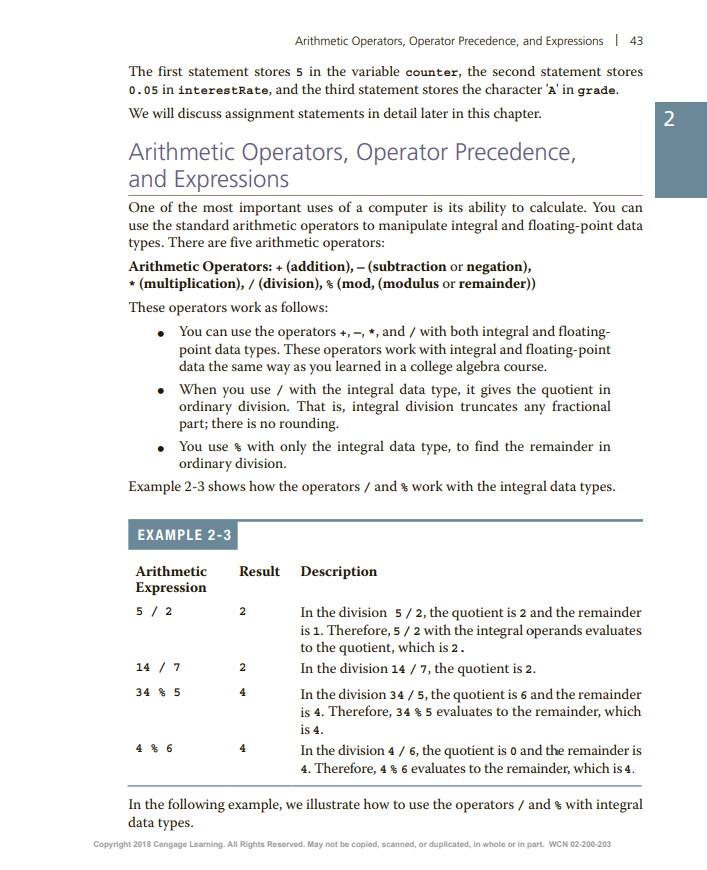 Arithmetic Operators, Operator Precedence, and Expressions | 43
The first statement stores 5 in the variable counter, the second statement stores
0.05 in interestRate, and the third statement stores the character 'A' in grade.
We will discuss assignment statements in detail later in this chapter.
2
Arithmetic Operators, Operator Precedence,
and Expressions
One of the most important uses of a computer is its ability to calculate. You can
use the standard arithmetic operators to manipulate integral and floating-point data
types. There are five arithmetic operators:
Arithmetic Operators: + (addition), – (subtraction or negation),
* (multiplication), / (division), % (mod, (modulus or remainder))
These operators work as follows:
● You can use the operators +, –, *, and / with both integral and floating-
point data types. These operators work with integral and floating-point
data the same way as you learned in a college algebra course.
● When you use / with the integral data type, it gives the quotient in
ordinary division. That is, integral division truncates any fractional
part; there is no rounding.
● You use % with only the integral data type, to find the remainder in
ordinary division.
Example 2-3 shows how the operators / and % work with the integral data types.
EXAMPLE 2-3
Arithmetic Result Description
Expression
5 / 2 2 In the division 5 / 2, the quotient is 2 and the remainder
is 1. Therefore, 5 / 2 with the integral operands evaluates
to the quotient, which is 2.
14 / 7 2 In the division 14 / 7, the quotient is 2.
34 % 5 4 In the division 34 / 5, the quotient is 6 and the remainder
is 4. Therefore, 34 % 5 evaluates to the remainder, which
is 4.
4 % 6 4 In the division 4 / 6, the quotient is 0 and the remainder is
4. Therefore, 4 % 6 evaluates to the remainder, which is 4.
In the following example, we illustrate how to use the operators / and % with integral
data types.
Copyright 2018 Cengage Learning. All Rights Reserved. May not be copied, scanned, or duplicated, in whole or in part. WCN 02-200-203